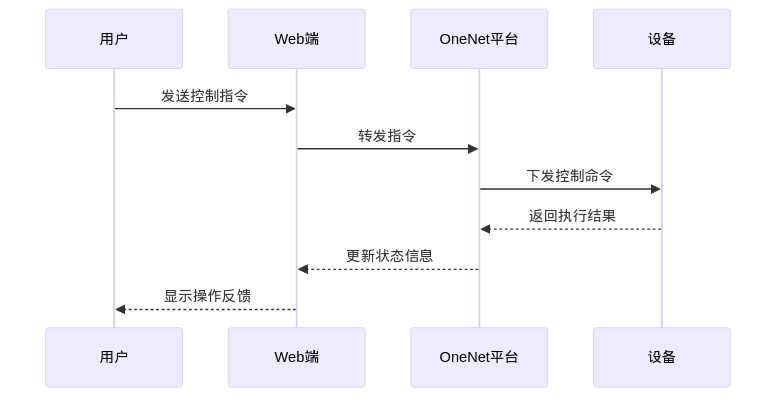 用户
Web端
OneNet平台
设备
发送控制指令
转发指令
下发控制命令
返回执行结果
更新状态信息
显示操作反馈
用户
Web端
OneNet平台
设备